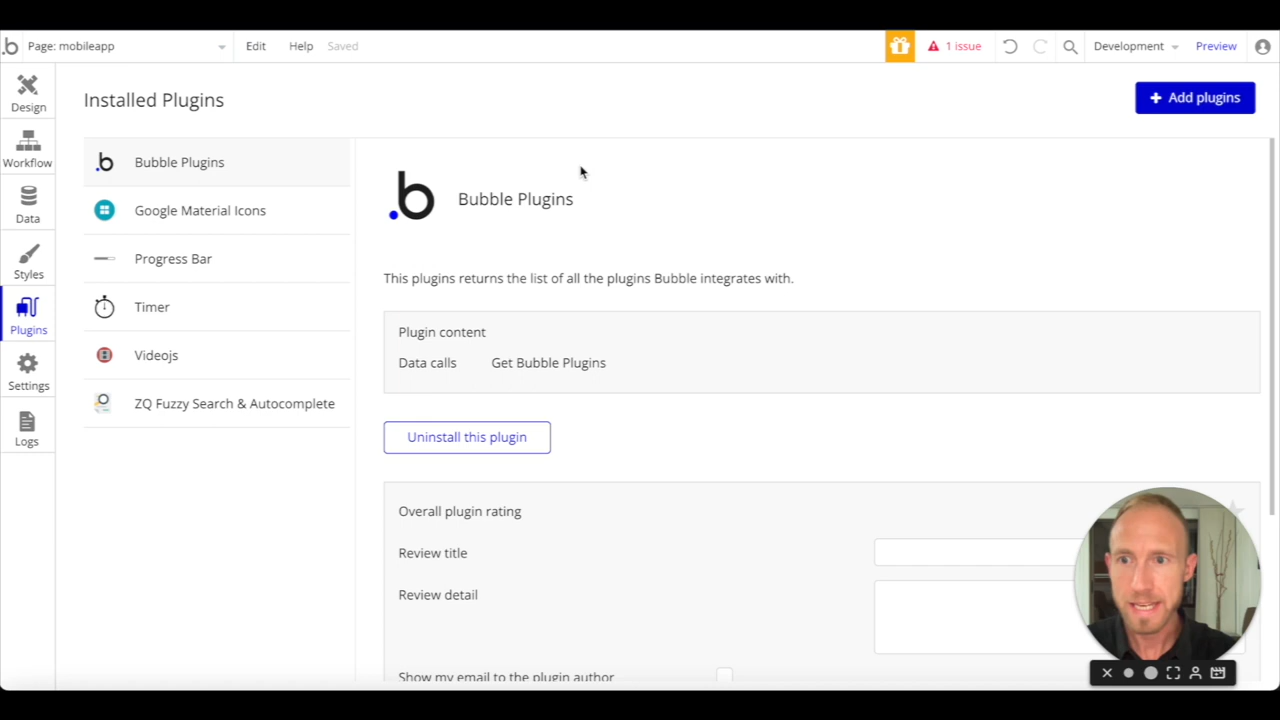 .b Page: mobileapp Edit Help Saved 1 issue Development Preview
Design
Workflow
Data
Styles
Plugins
Settings
Logs
Installed Plugins
+ Add plugins
.b Bubble Plugins
Google Material Icons
Progress Bar
Timer
Videojs
ZQ Fuzzy Search & Autocomplete
.b Bubble Plugins
This plugins returns the list of all the plugins Bubble integrates with.
Plugin content
Data calls Get Bubble Plugins
Uninstall this plugin
Overall plugin rating
Review title
Review detail
Show my email to the plugin author